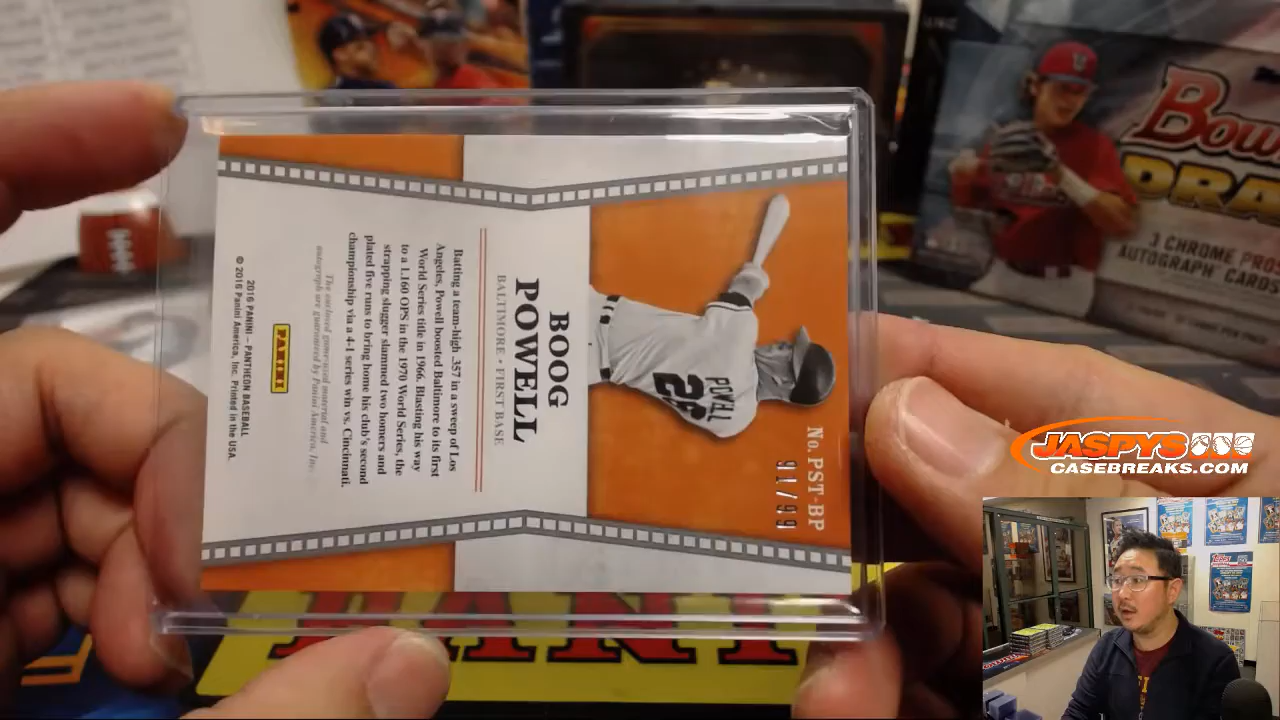 No. PST-BP
91/99
POWELL
26
BOOG
POWELL
BALTIMORE • FIRST BASE
Batting a team-high .357 in a sweep of Los
Angeles, Powell boosted Baltimore to its first
World Series title in 1966. Blasting his way
to a 1.160 OPS in the 1970 World Series, the
strapping slugger slammed two homers and
plated five runs to bring home his club's second
championship via a 4-1 series win vs. Cincinnati.
The enclosed game-used material and
autograph are guaranteed by Panini America, Inc.
PANINI
2016 PANINI – PANTHEON BASEBALL
© 2016 Panini America, Inc. Printed in the USA.
3 CHROME
AUTOGRAPH CARDS
JASPYS
CASEBREAKS.COM